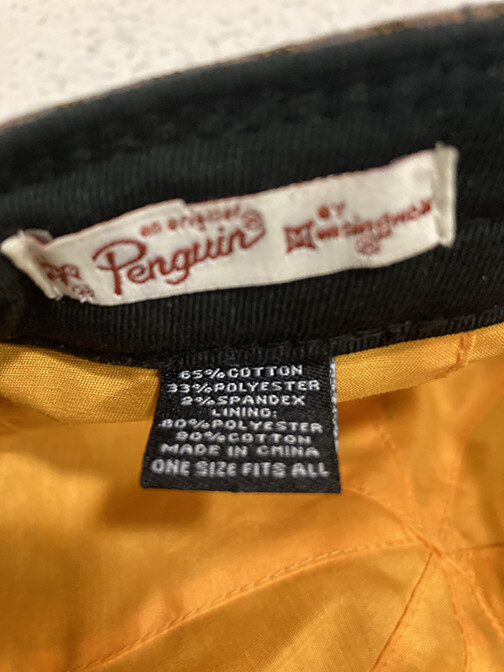 an original
Penguin®
BY
Munsingwear
®
65%COTTON
33%POLYESTER
2%SPANDEX
LINING:
80%POLYESTER
20%COTTON
MADE IN CHINA
ONE SIZE FITS ALL